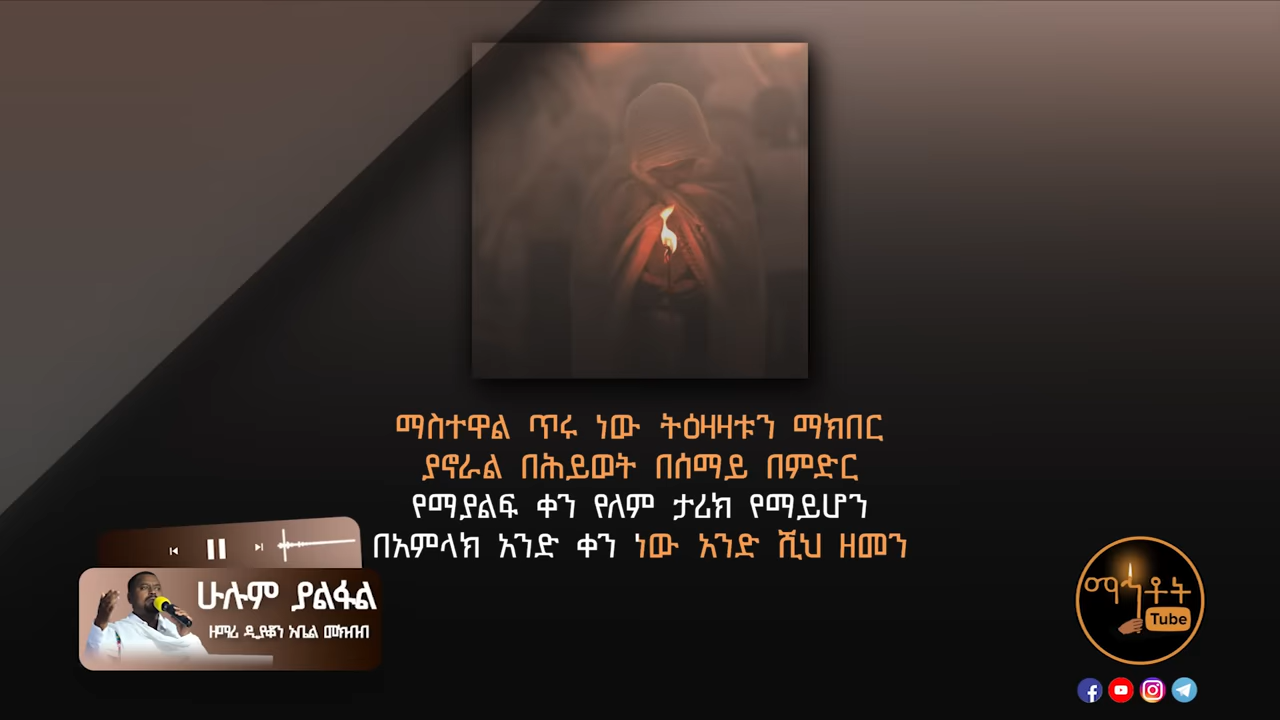 ማስተዋል ጥሩ ነው ትዕዛዛቱን ማክበር
ያኖራል በሕይወት በሰማይ በምድር
የማያልፍ ቀን የለም ታሪክ የማይሆን
በአምላክ አንድ ቀን ነው አንድ ሺህ ዘመን
ሁሉም ያልፋል
ዘማሪ ዲያቆን አቤል መክብብ
ማኅቶት
Tube